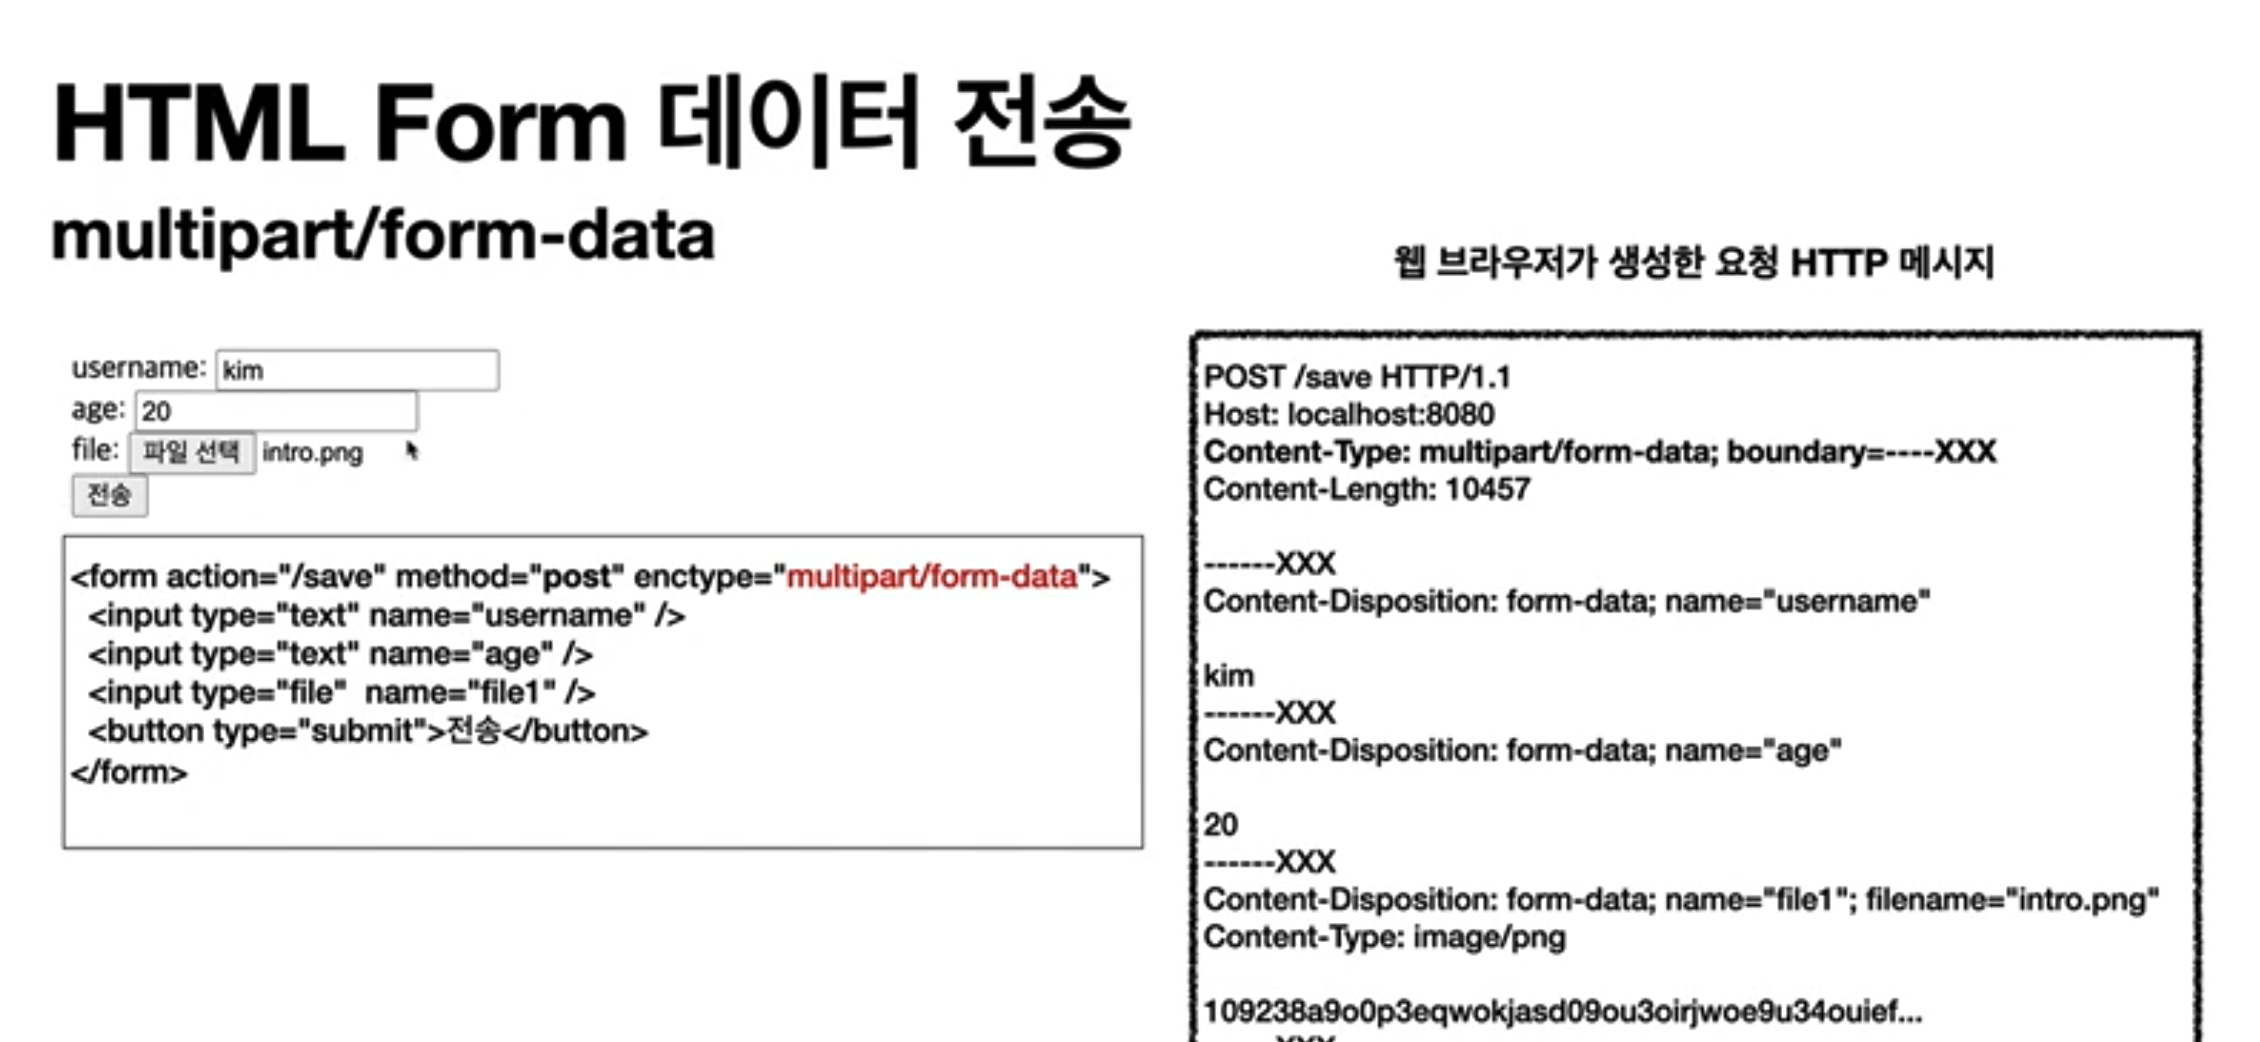 HTML Form 데이터 전송
multipart/form-data
username: kim
age: 20
file: 파일 선택 intro.png
전송
<form action="/save" method="post" enctype="multipart/form-data">
<input type="text" name="username" />
<input type="text" name="age" />
<input type="file"  name="file1" />
<button type="submit">전송</button>
</form>
웹 브라우저가 생성한 요청 HTTP 메시지
POST /save HTTP/1.1
Host: localhost:8080
Content-Type: multipart/form-data; boundary=----XXX
Content-Length: 10457
------XXX
Content-Disposition: form-data; name="username"
kim
------XXX
Content-Disposition: form-data; name="age"
20
------XXX
Content-Disposition: form-data; name="file1"; filename="intro.png"
Content-Type: image/png
109238a9o0p3eqwokjasd09ou3oirjwoe9u34ouief...